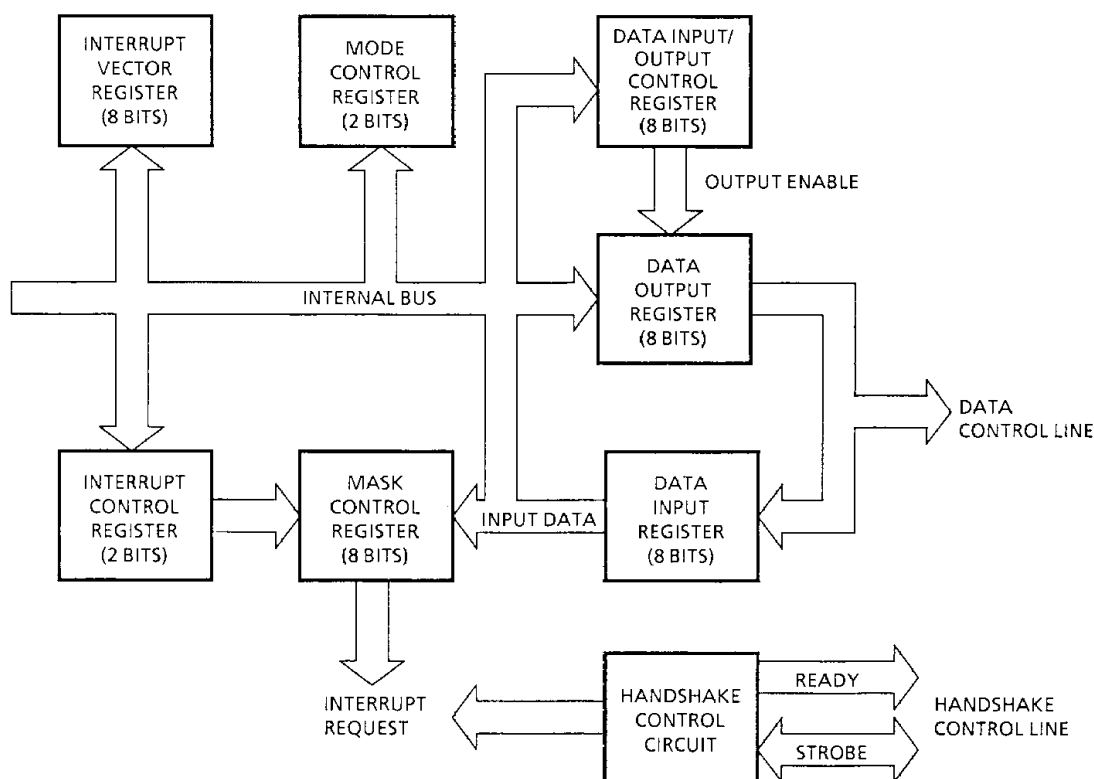 INTERRUPT
VECTOR
REGISTER
(8 BITS)
MODE
CONTROL
REGISTER
(2 BITS)
DATA INPUT/
OUTPUT
CONTROL
REGISTER
(8 BITS)
OUTPUT ENABLE
INTERNAL BUS
DATA
OUTPUT
REGISTER
(8 BITS)
DATA
CONTROL LINE
INTERRUPT
CONTROL
REGISTER
(2 BITS)
MASK
CONTROL
REGISTER
(8 BITS)
INPUT DATA
DATA
INPUT
REGISTER
(8 BITS)
INTERRUPT
REQUEST
HANDSHAKE
CONTROL
CIRCUIT
READY
STROBE
HANDSHAKE
CONTROL LINE